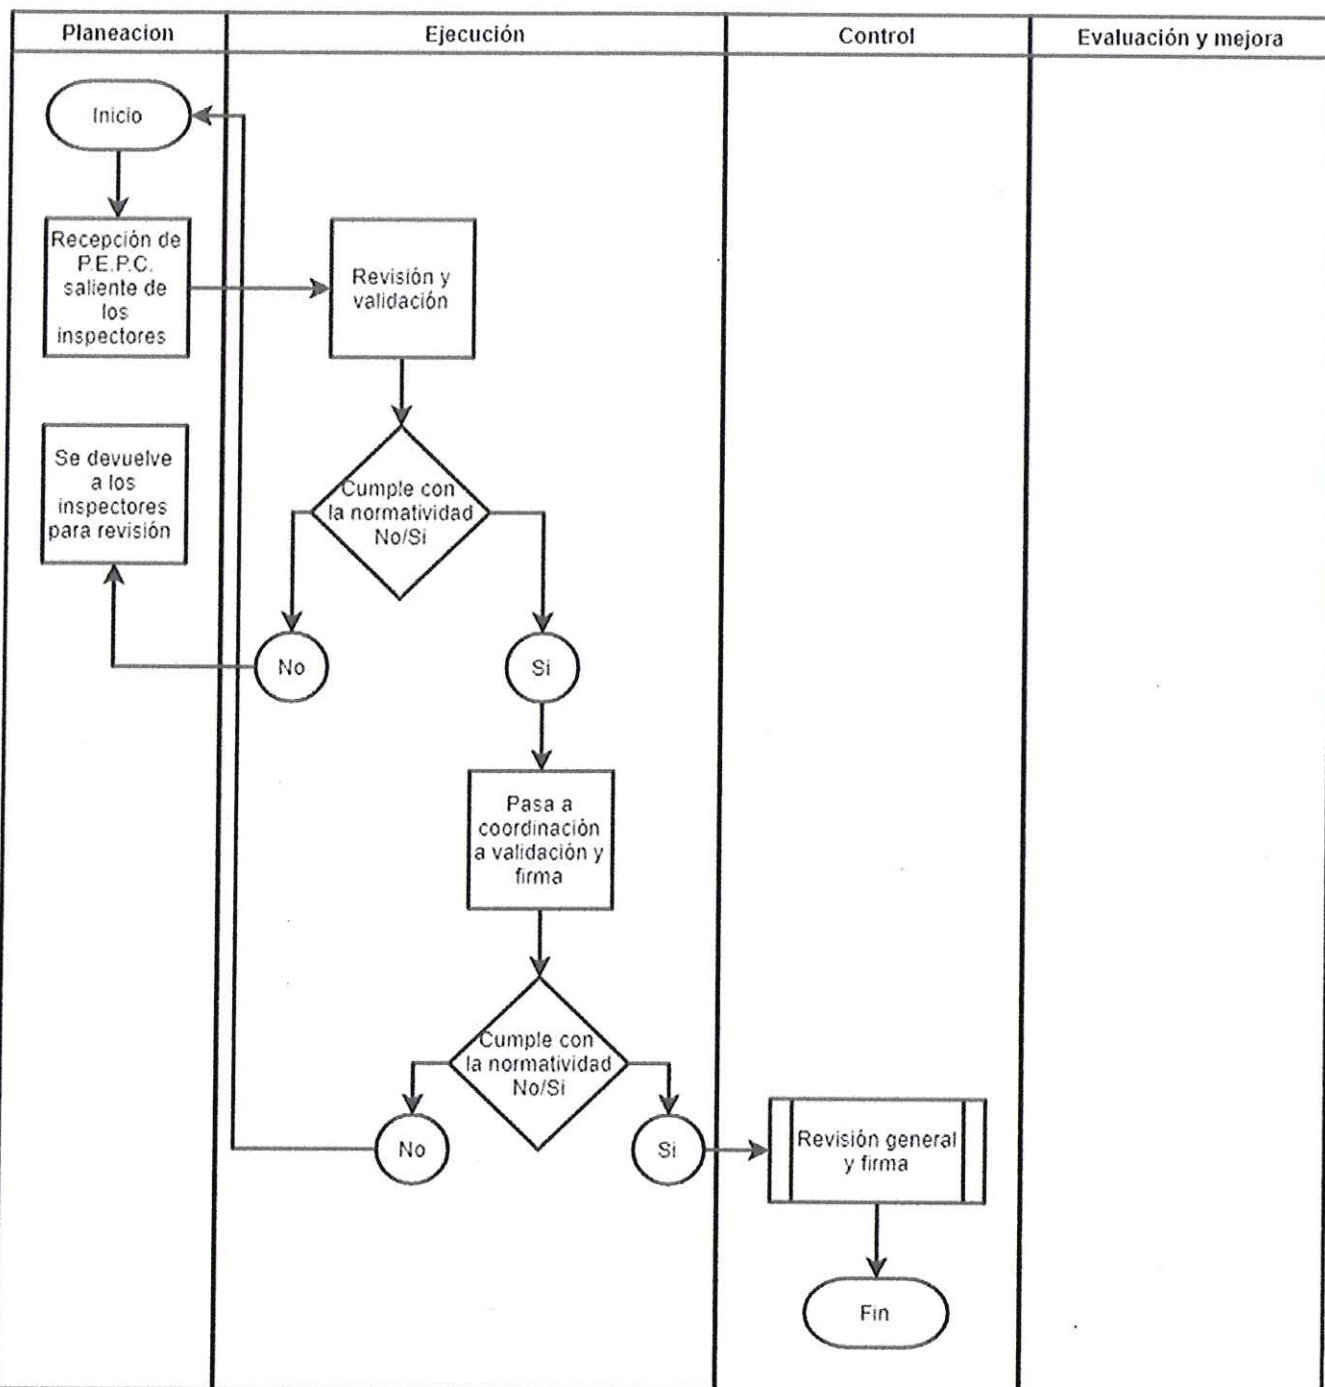 Planeacion
Ejecución
Control
Evaluación y mejora
Inicio
Recepción de
P.E.P.C.
saliente de
los
inspectores
Revisión y
validación
Se devuelve
a los
inspectores
para revisión
Cumple con
la normatividad
No/Si
No
Si
Pasa a
coordinación
a validación y
firma
Cumple con
la normatividad
No/Si
No
Si
Revisión general
y firma
Fin